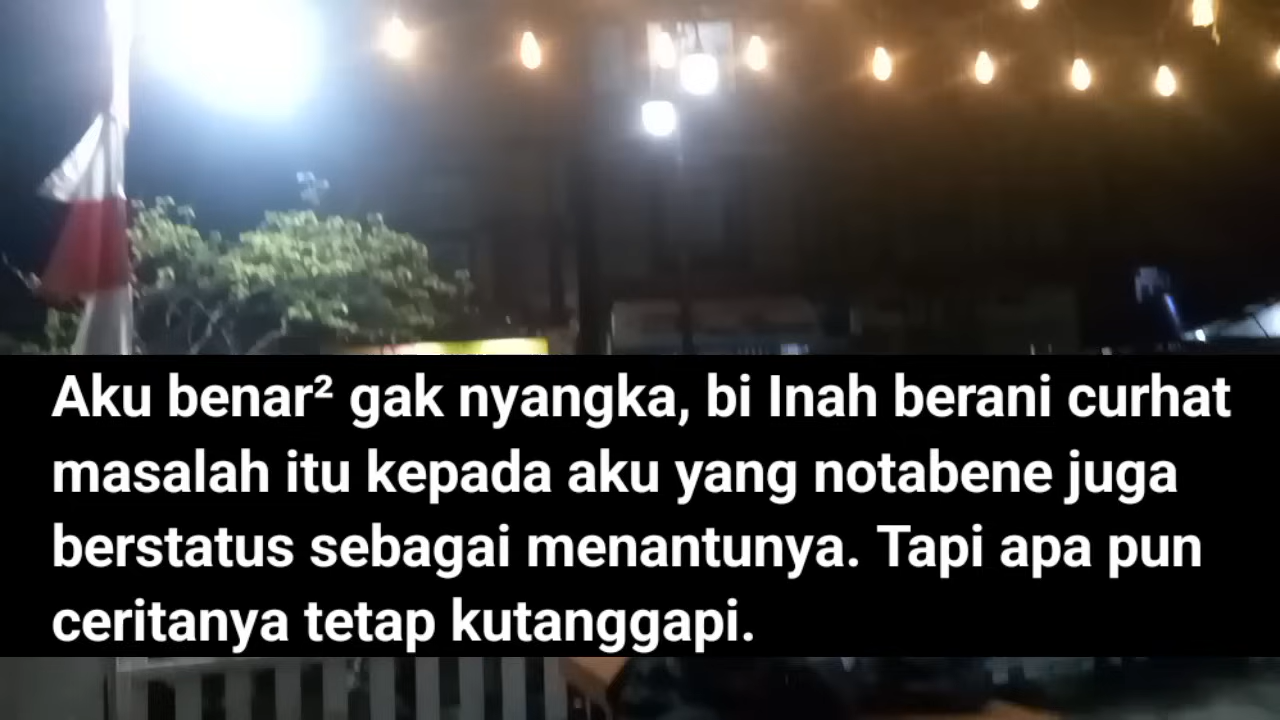 Aku benar² gak nyangka, bi Inah berani curhat
masalah itu kepada aku yang notabene juga
berstatus sebagai menantunya. Tapi apa pun
ceritanya tetap kutanggapi.